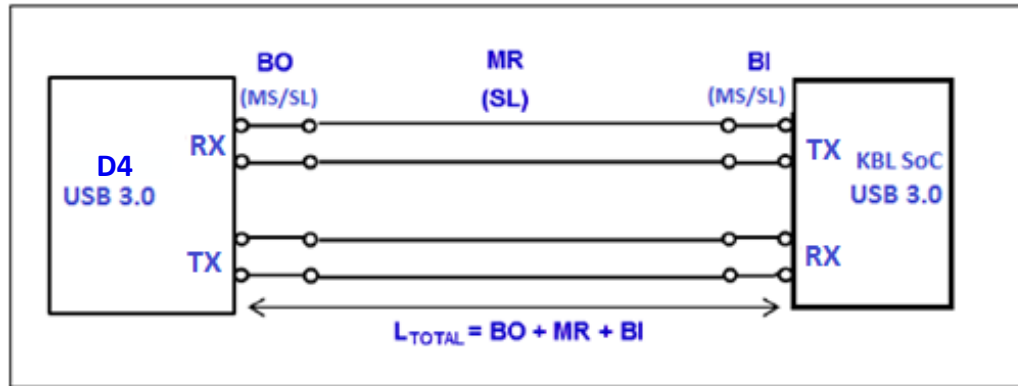 BO
(MS/SL)
MR
(SL)
BI
(MS/SL)
D4
USB 3.0
RX
TX
TX
RX
KBL SoC
USB 3.0
L_TOTAL = BO + MR + BI